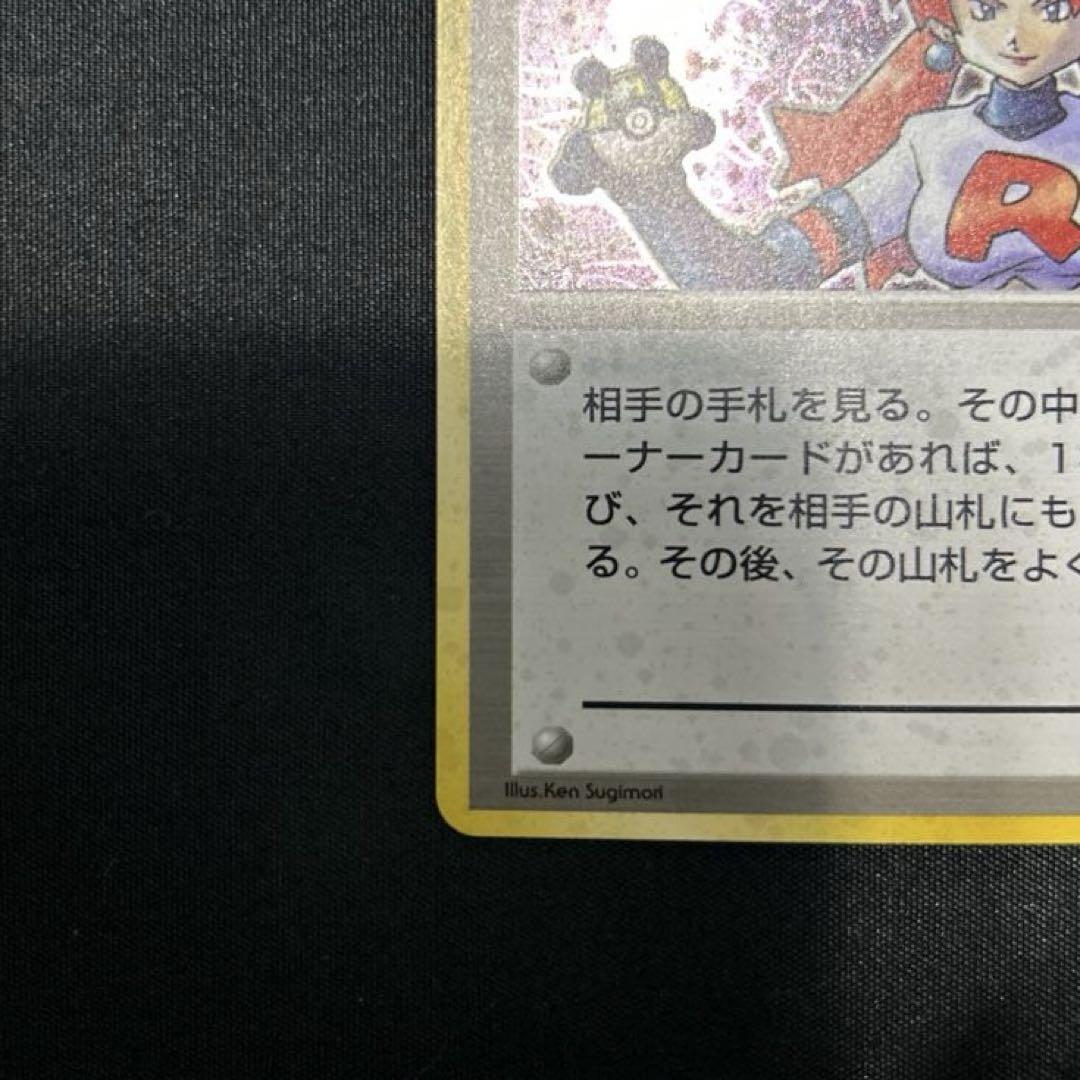 R
相手の手札を見る。その中
ーナーカードがあれば、1
び、それを相手の山札にも
る。その後、その山札をよく
Illus.Ken Sugimori